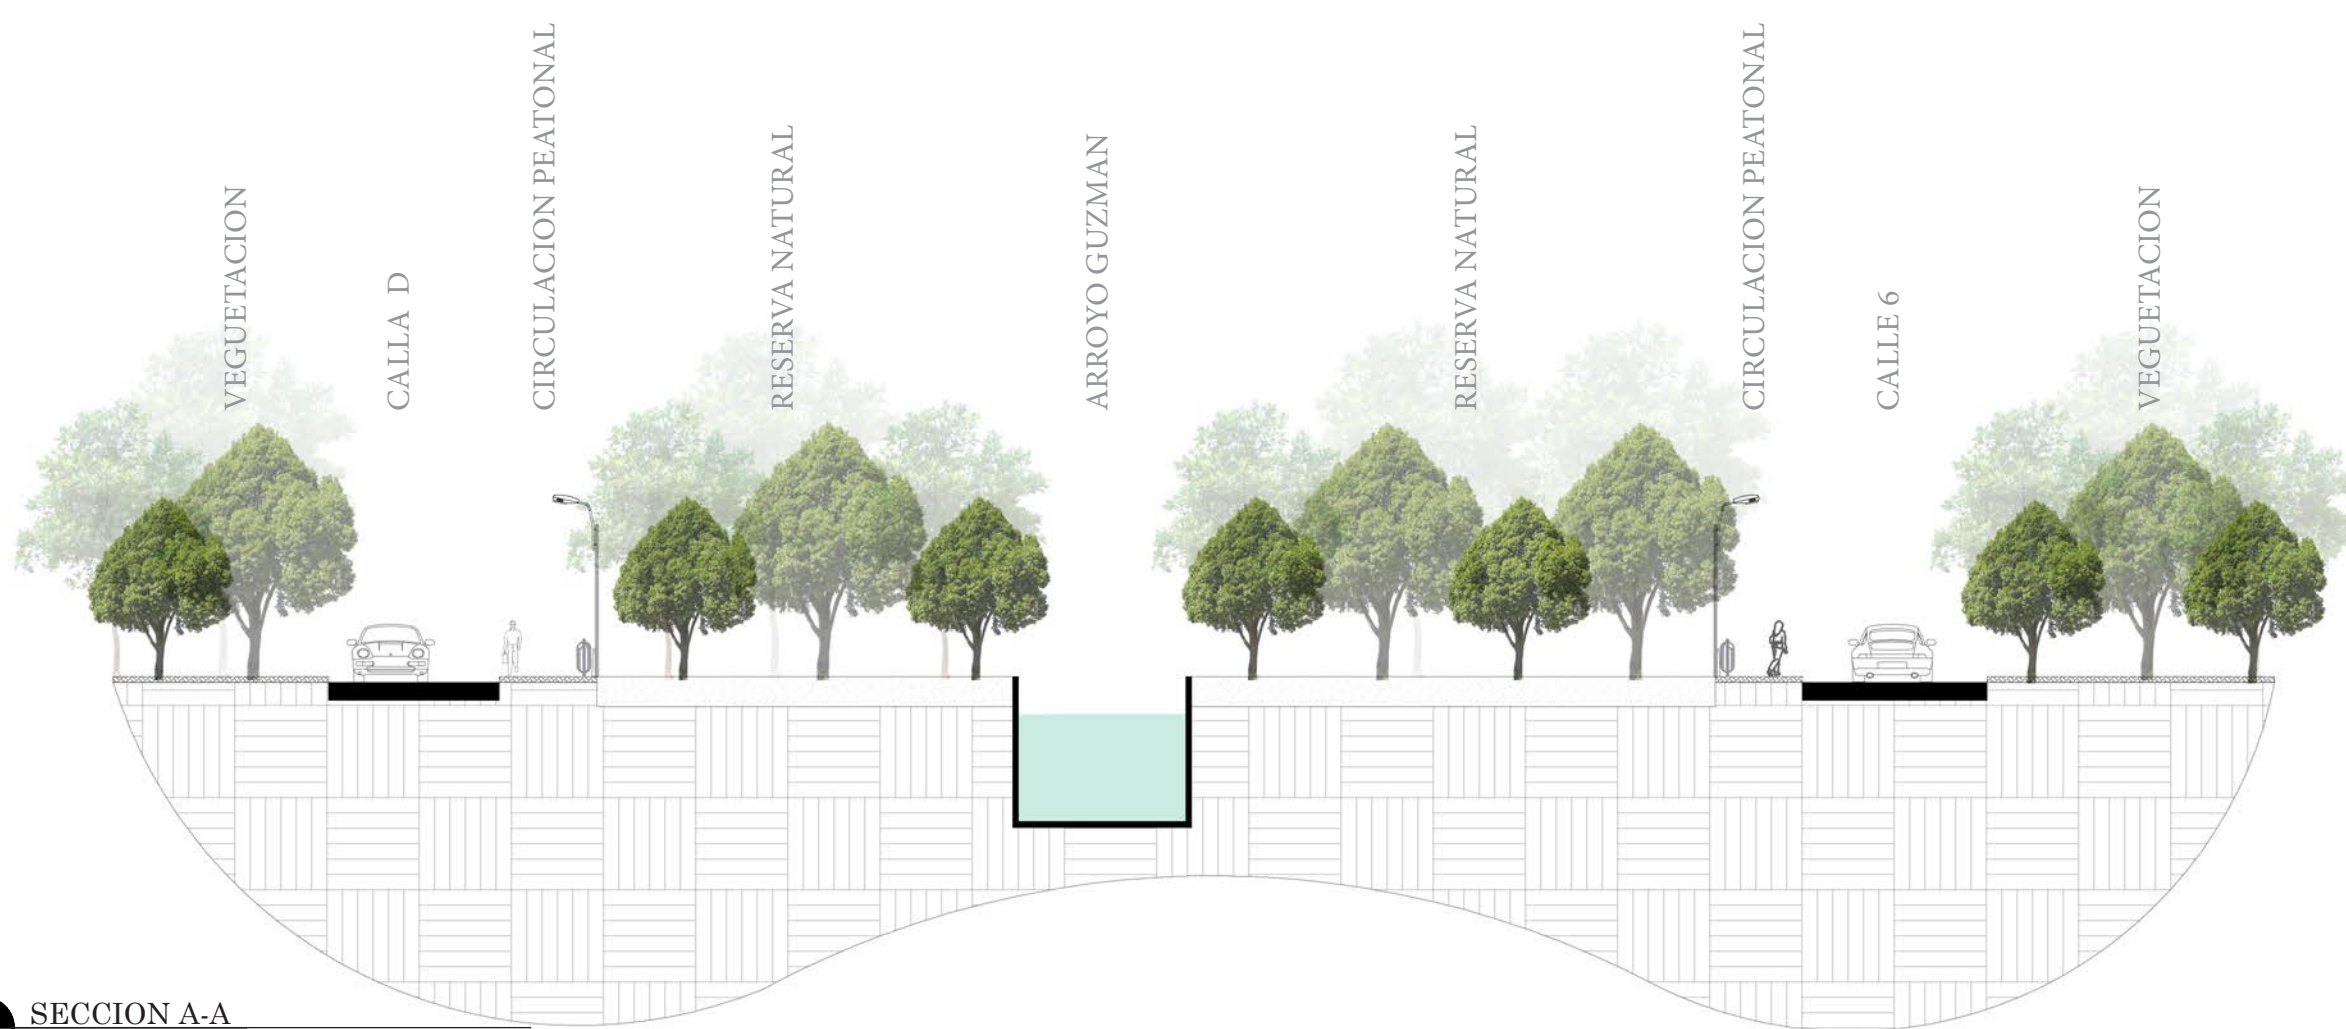 VEGUETACION
CALLA D
CIRCULACION PEATONAL
RESERVA NATURAL
ARROYO GUZMAN
RESERVA NATURAL
CIRCULACION PEATONAL
CALLE 6
VEGUETACION
SECCION A-A